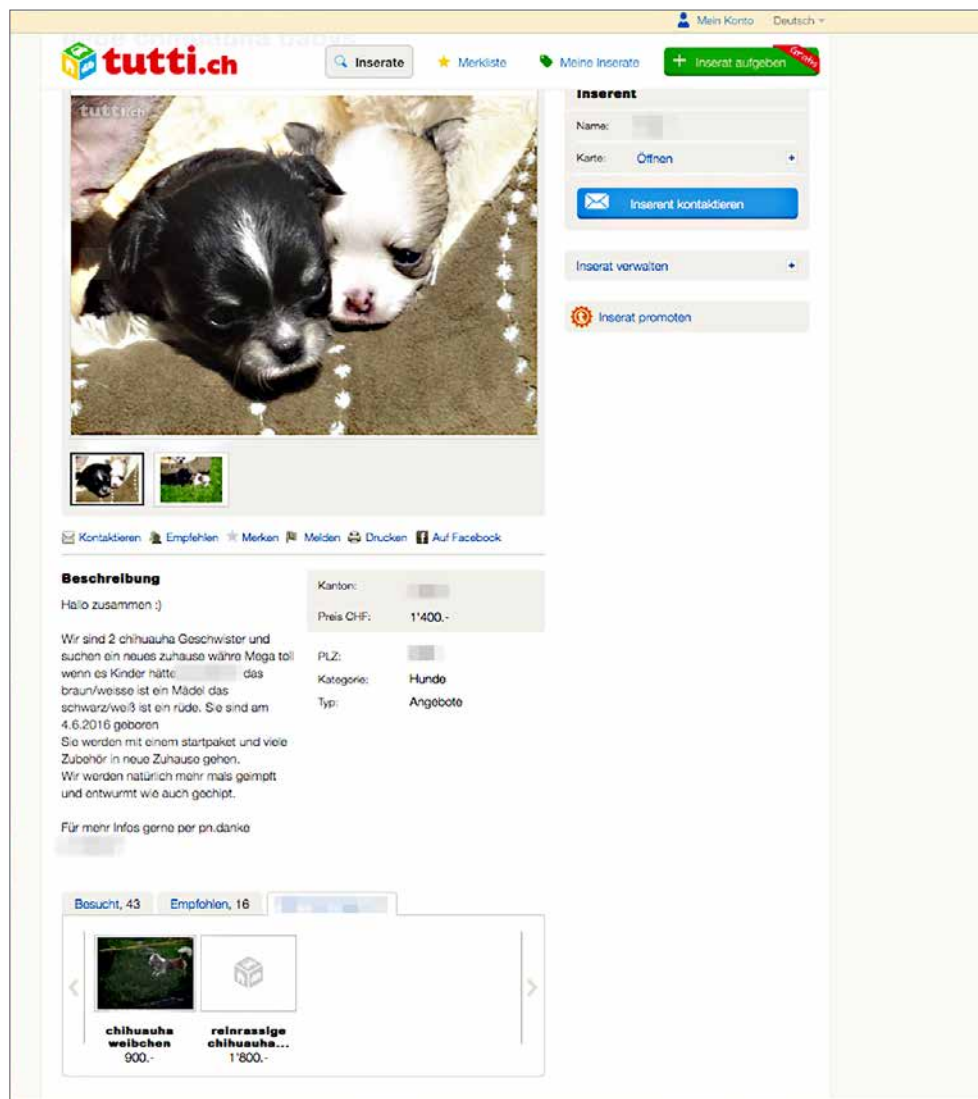 Mein Konto Deutsch
tutti.ch
Inserate Merkliste Meine Inserate Inserat aufgeben Gratis
tutti.ch
Inserent
Name:
Karte: Öffnen +
Inserent kontaktieren
Inserat verwalten +
Inserat promoten
Kontaktieren Empfehlen Merken Melden Drucken Auf Facebook
Beschreibung
Hallo zusammen :)
Wir sind 2 chihuauha Geschwister und
suchen ein neues zuhause währe Mega toll
wenn es Kinder hätte das
braun/weisse ist ein Mädel das
schwarz/weiß ist ein rüde. Sie sind am
4.6.2016 geboren
Sie werden mit einem startpaket und viele
Zubehör in neue Zuhause gehen.
Wir werden natürlich mehr mals geimpft
und entwurmt wie auch gechipt.
Für mehr Infos gerne per pn.danke
Kanton:
Preis CHF: 1'400.-
PLZ:
Kategorie: Hunde
Typ: Angebote
Besucht, 43 Empfohlen, 16
chihuauha
weibchen
900.-
reinrassige
chihuauha...
1'800.-